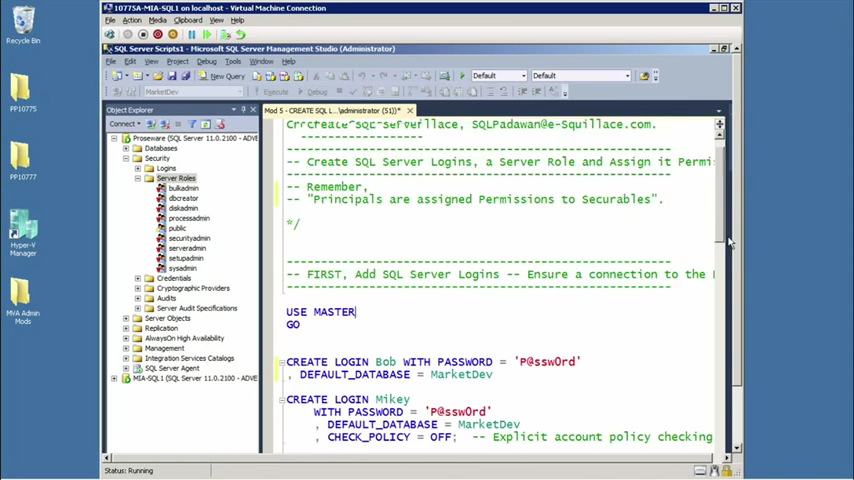 10775A-MIA-SQL1 on localhost - Virtual Machine Connection
File Action Media Clipboard View Help
SQL Server Scripts1 - Microsoft SQL Server Management Studio (Administrator)
File Edit View Project Debug Tools Window Help
New Query
Default
Default
MarketDev
Execute
Debug
Object Explorer
Mod 5 - CREATE SQL L...\administrator (51))*
Connect
Proseware (SQL Server 11.0.2100 - ADVE
Databases
Security
Logins
Server Roles
bulkadmin
dbcreator
diskadmin
processadmin
public
securityadmin
serveradmin
setupadmin
sysadmin
Credentials
Cryptographic Providers
Audits
Server Audit Specifications
Server Objects
Replication
AlwaysOn High Availability
Management
Integration Services Catalogs
SQL Server Agent
MIA-SQL1 (SQL Server 11.0.2100 - ADVE
SQLPadawan@e-Squillace.com.
-----------------
-----------------------------------------------
-- Create SQL Server Logins, a Server Role and Assign it Permis
-----------------------------------------------
-- Remember,
-- "Principals are assigned Permissions to Securables".
*/
-----------------------------------------------
-- FIRST, Add SQL Server Logins -- Ensure a connection to the
-----------------------------------------------
USE MASTER
GO
CREATE LOGIN Bob WITH PASSWORD = 'P@ssw0rd'
, DEFAULT_DATABASE = MarketDev
CREATE LOGIN Mikey
WITH PASSWORD = 'P@ssw0rd'
, DEFAULT_DATABASE = MarketDev
, CHECK_POLICY = OFF; -- Explicit account policy checking
Status: Running
Recycle Bin
PP10775
PP10777
Hyper-V
Manager
MVA Admin
Mods